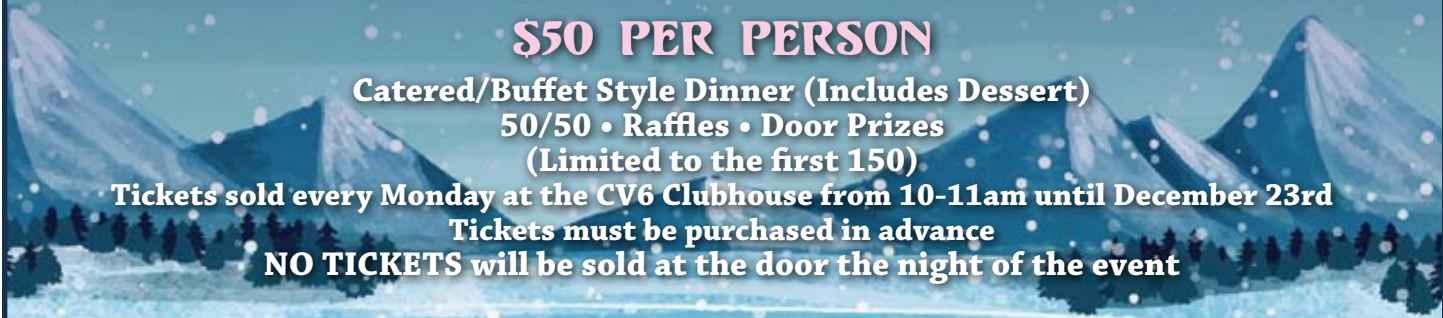 $50 PER PERSON
Catered/Buffet Style Dinner (Includes Dessert)
50/50 • Raffles • Door Prizes
(Limited to the first 150)
Tickets sold every Monday at the CV6 Clubhouse from 10-11am until December 23rd
Tickets must be purchased in advance
NO TICKETS will be sold at the door the night of the event